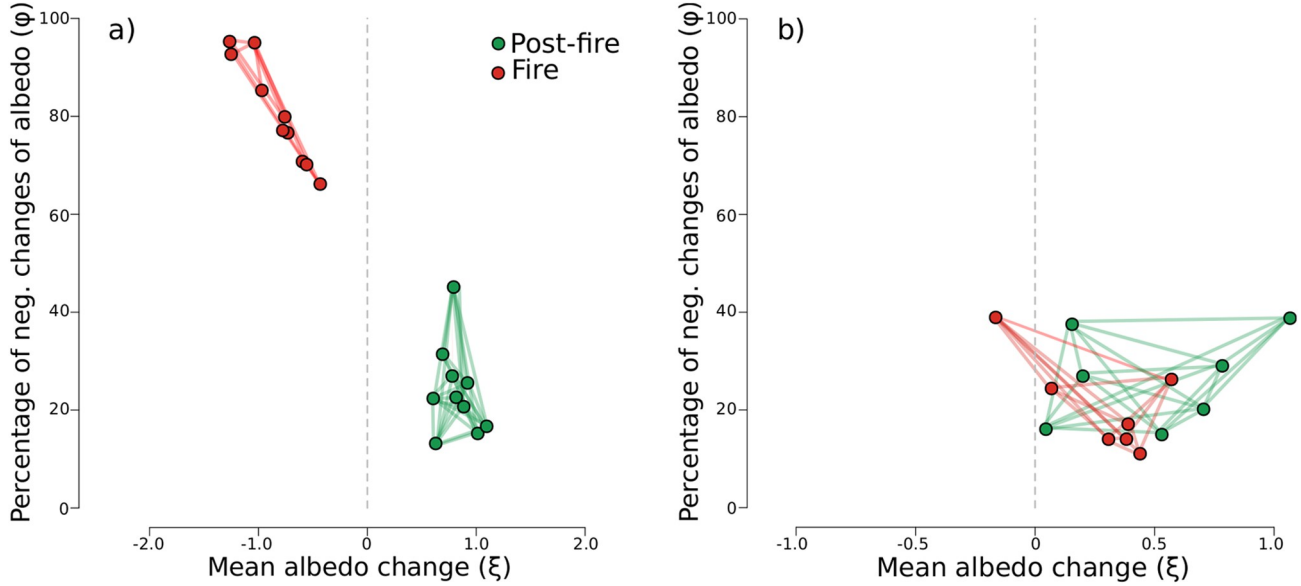 a)
Post-fire
Fire
Percentage of neg. changes of albedo (φ)
100
80
60
40
20
0
-2.0 -1.0 0 1.0 2.0
Mean albedo change (ξ)
b)
Percentage of neg. changes of albedo (φ)
100
80
60
40
20
0
-1.0 -0.5 0 0.5 1.0
Mean albedo change (ξ)